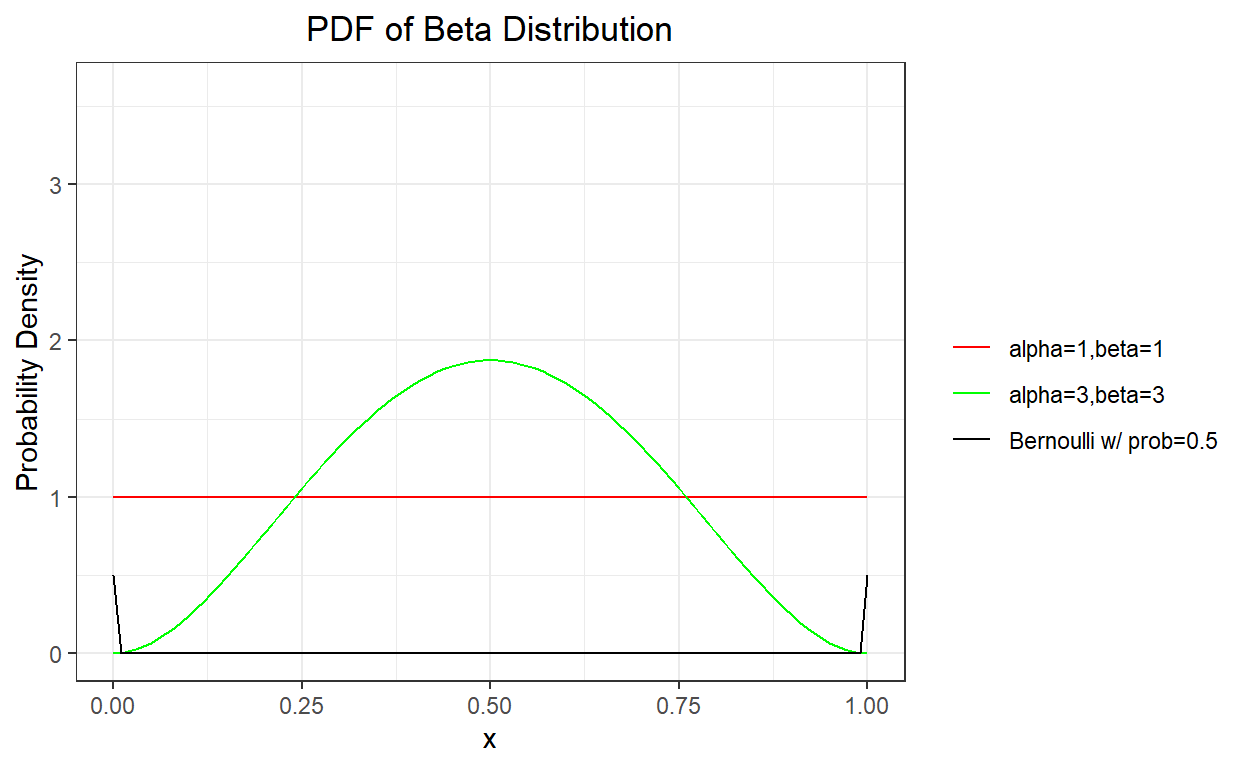 PDF of Beta Distribution
Probability Density
3
2
1
0
0.00 0.25 0.50 0.75 1.00
x
alpha=1,beta=1
alpha=3,beta=3
Bernoulli w/ prob=0.5